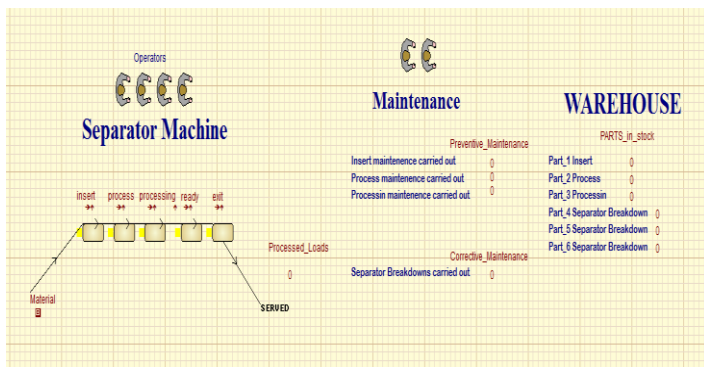 Operators
Separator Machine
insert process processing ready exit
Material
SERVED
Processed_Loads
0
Maintenance
Preventive_Maintenance
Insert maintenence carried out 0
Process maintenence carried out 0
Processin maintenence carried out 0
Corrective_Maintenance
Separator Breakdowns carried out 0
WAREHOUSE
PARTS_in_stock
Part_1 Insert 0
Part_2 Process 0
Part_3 Processin 0
Part_4 Separator Breakdown 0
Part_5 Separator Breakdown 0
Part_6 Separator Breakdown 0